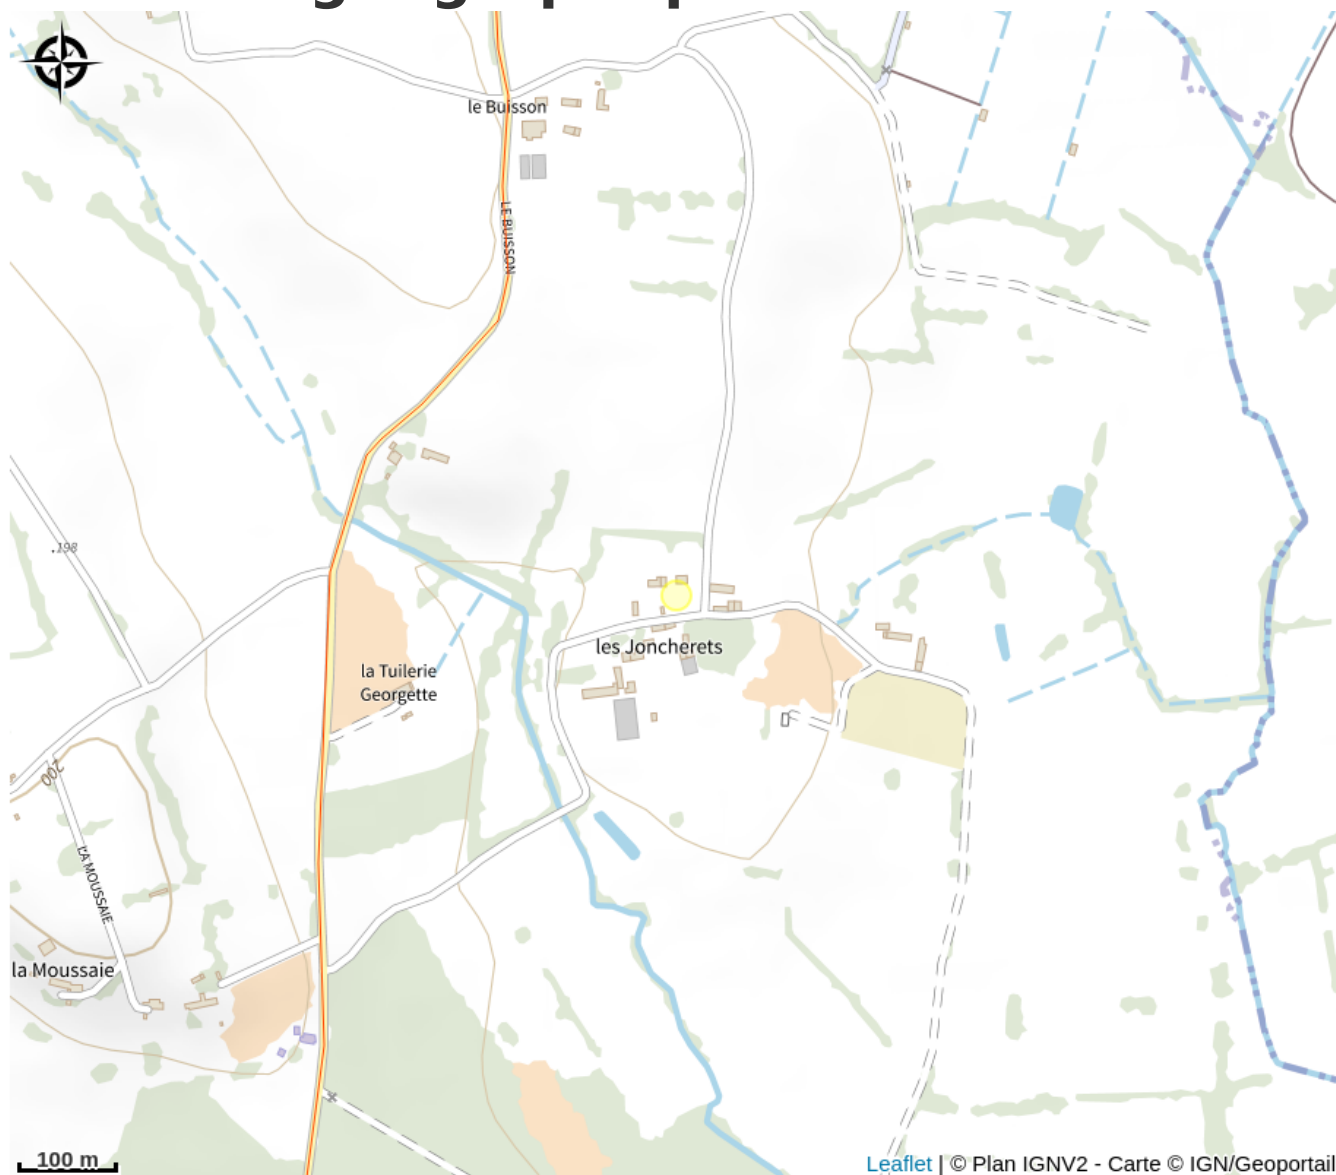 le Buisson
LE BUISSON
.198
les Joncherets
la Tuilerie
Georgette
200
LA MOUSSAIE
la Moussaie
100 m
Leaflet | © Plan IGNV2 - Carte © IGN/Geoportail